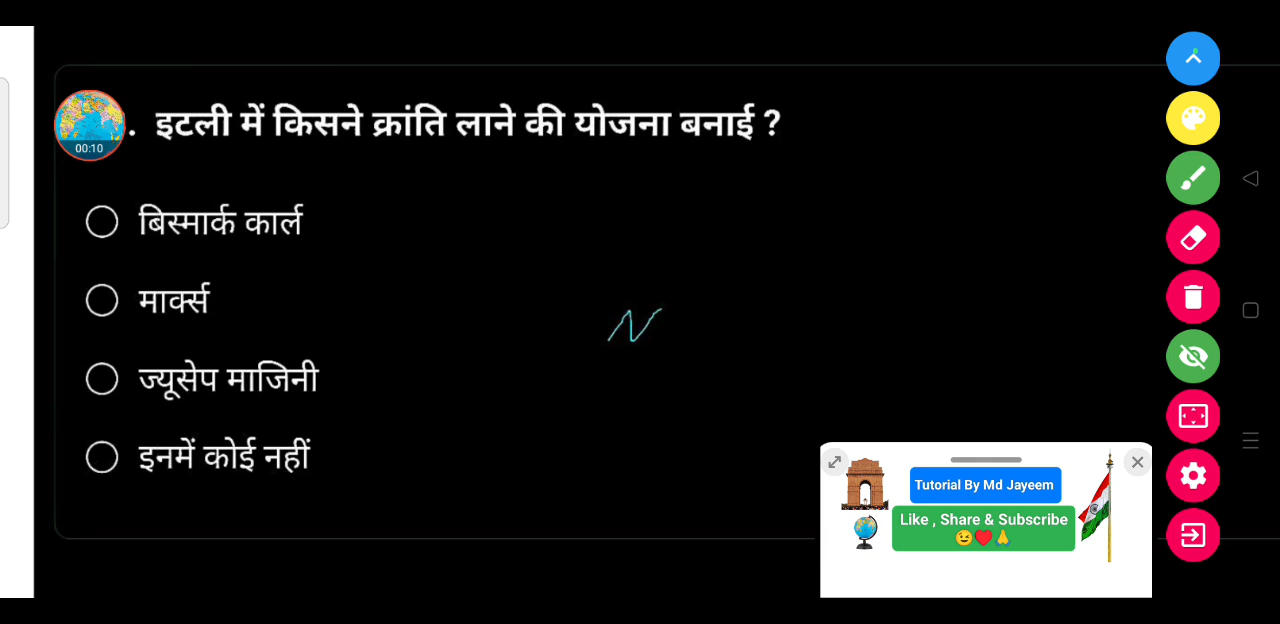 . इटली में किसने क्रांति लाने की योजना बनाई ?
00:10
बिस्मार्क कार्ल
मार्क्स
ज्यूसेप माजिनी
इनमें कोई नहीं
N
Tutorial By Md Jayeem
Like , Share & Subscribe
😉❤️🙏